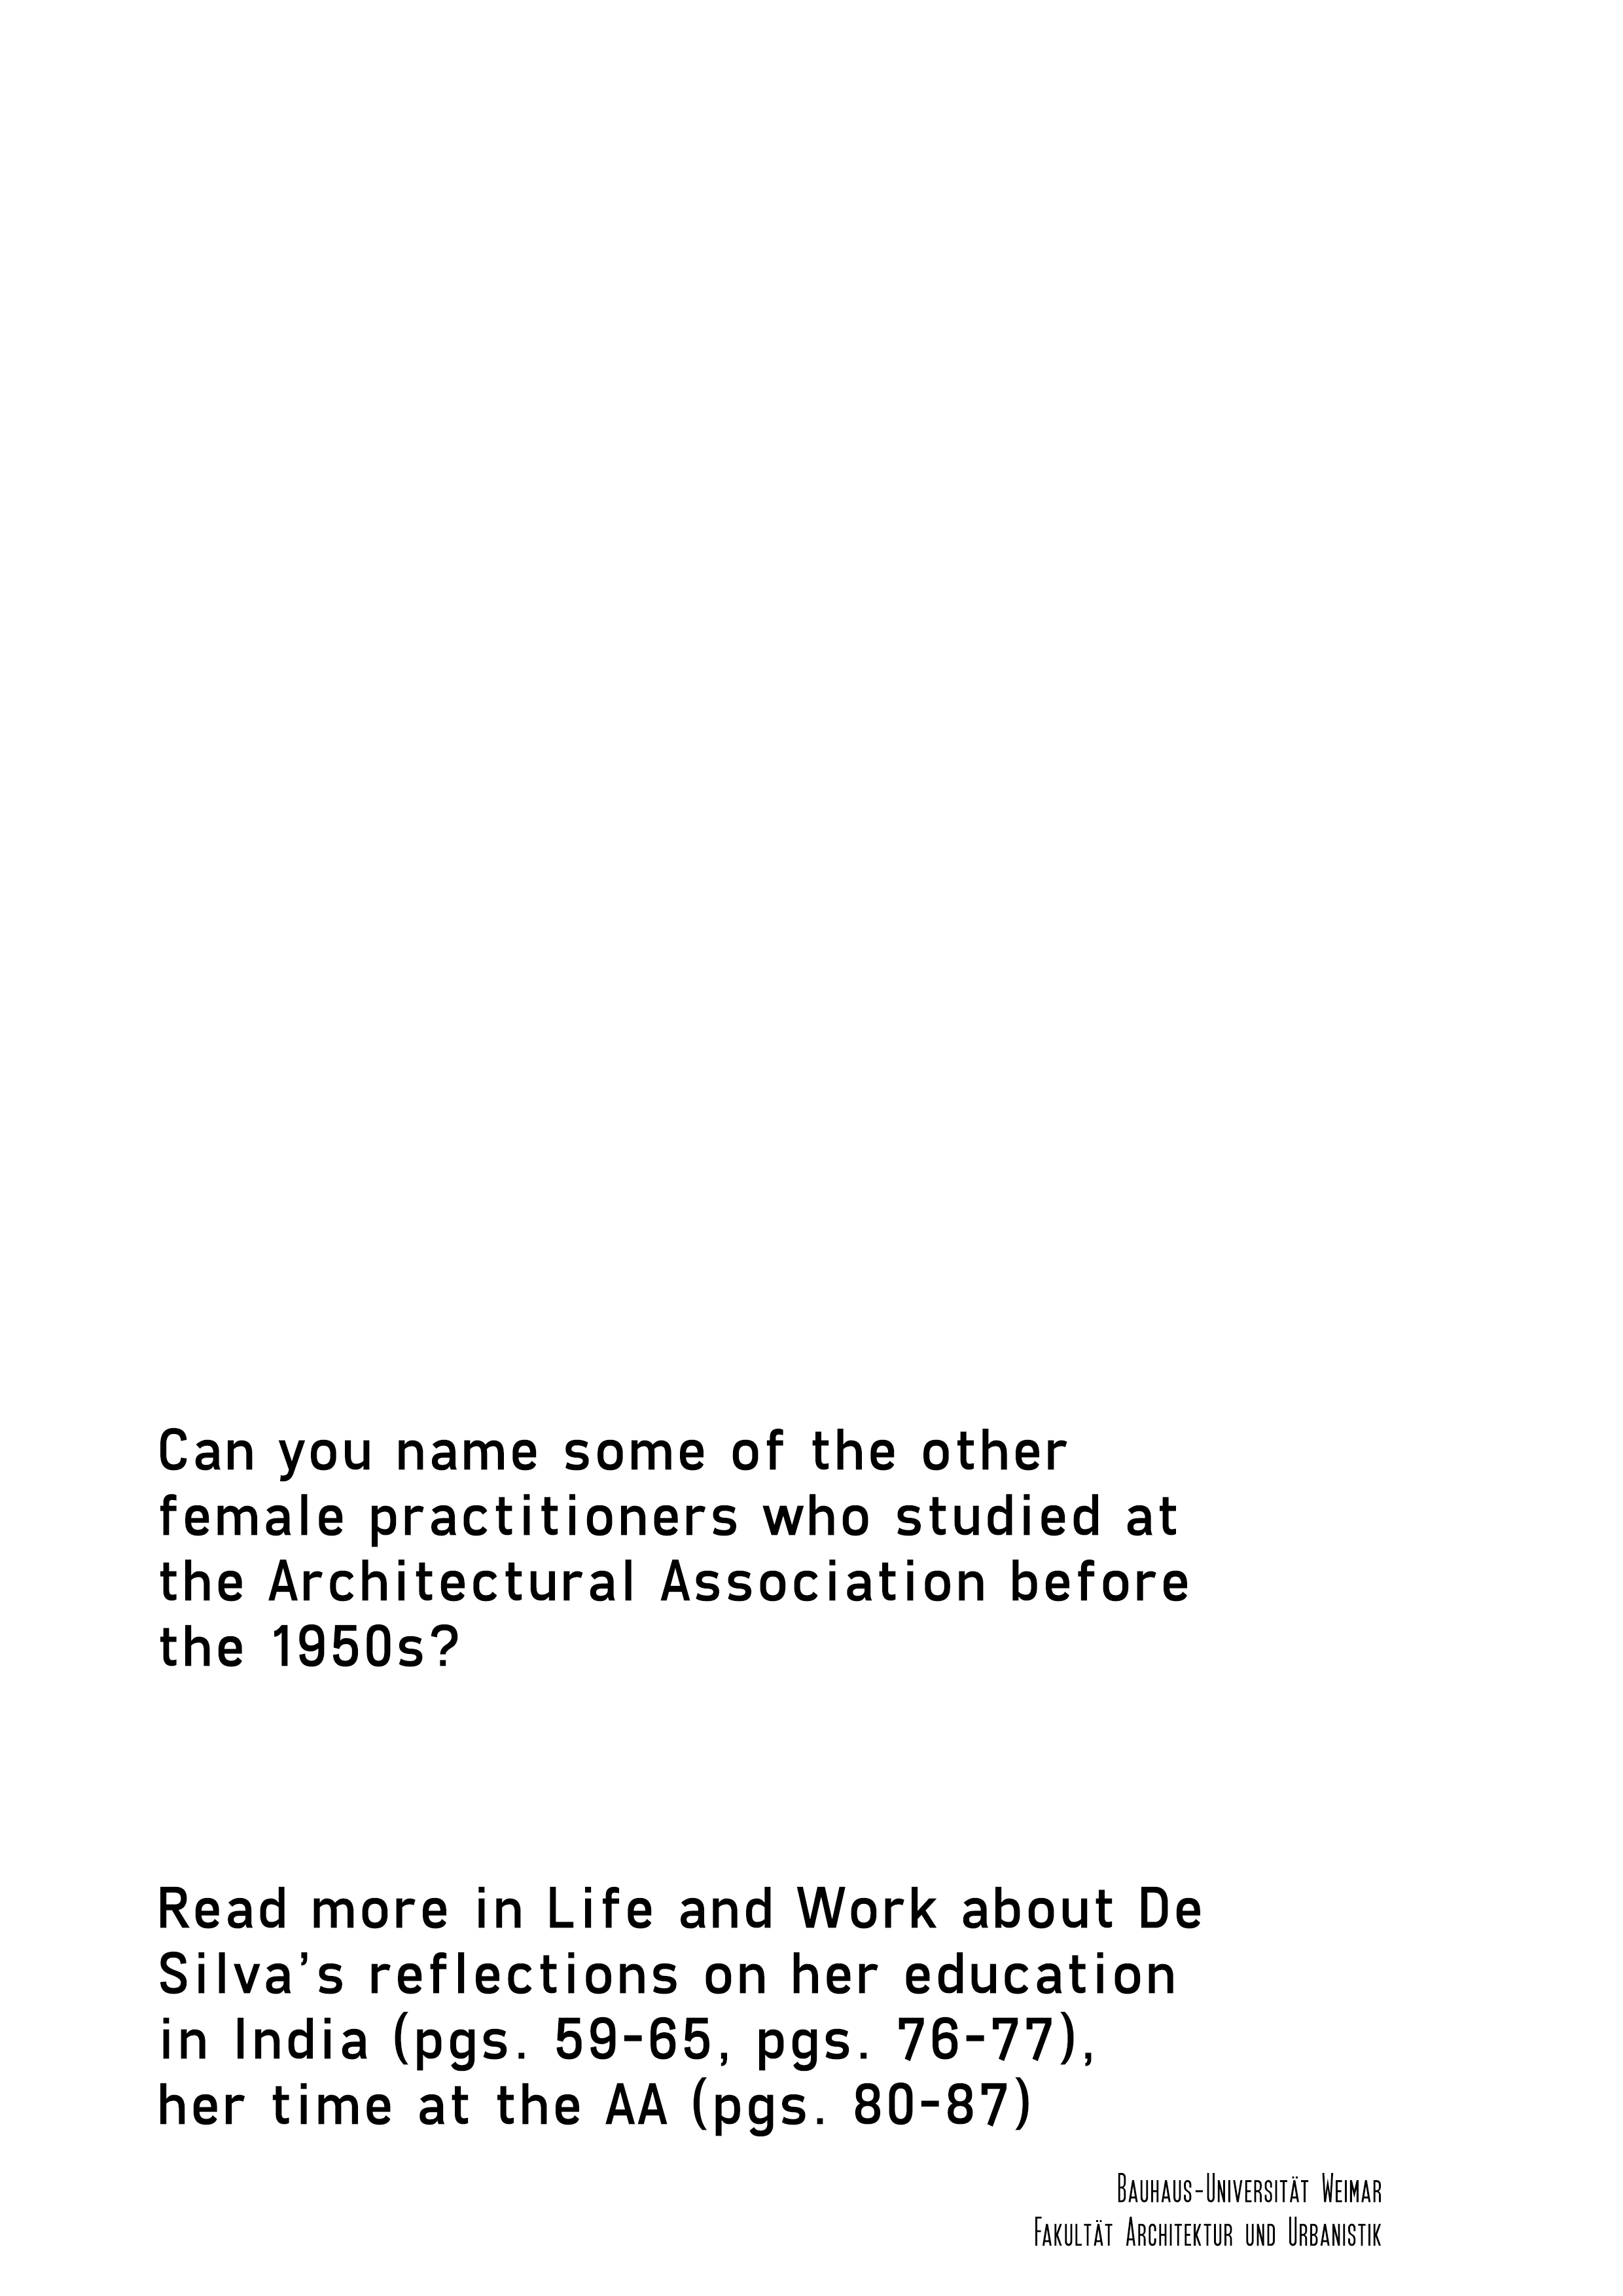 Can you name some of the other
female practitioners who studied at
the Architectural Association before
the 1950s?
Read more in Life and Work about De
Silva’s reflections on her education
in India (pgs. 59-65, pgs. 76-77),
her time at the AA (pgs. 80-87)
Bauhaus-Universität Weimar
Fakultät Architektur und Urbanistik